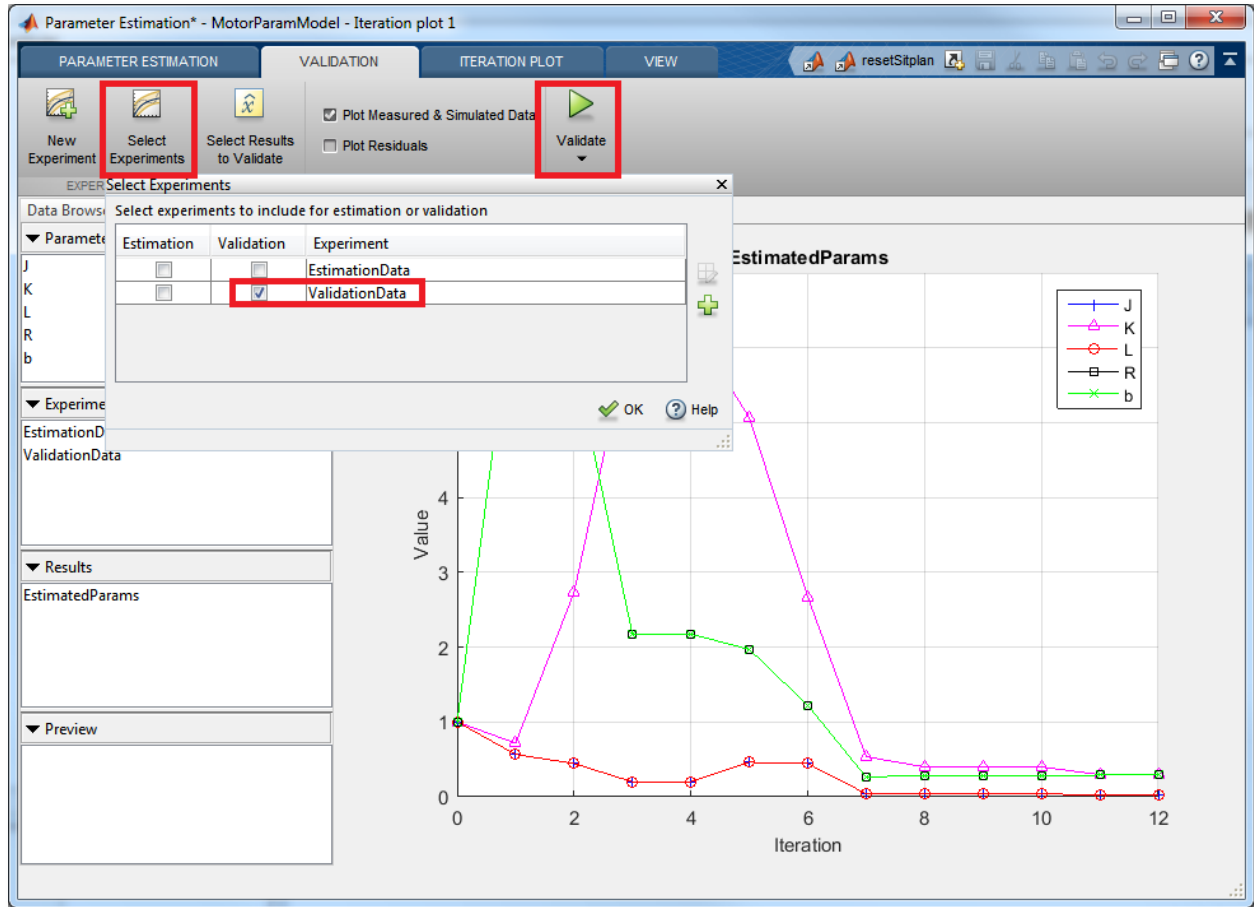 Parameter Estimation* - MotorParamModel - Iteration plot 1
PARAMETER ESTIMATION VALIDATION ITERATION PLOT VIEW resetSitplan
New Experiment
Select Experiments
Select Results to Validate
Plot Measured & Simulated Data
Plot Residuals
Validate
EXPER
Select Experiments
Select experiments to include for estimation or validation
Estimation Validation Experiment
EstimationData
ValidationData
OK Help
Data Browse
Paramete
J
K
L
R
b
Experime
EstimationD
ValidationData
Results
EstimatedParams
Preview
EstimatedParams
J
K
L
R
b
Value
4
3
2
1
0
0 2 4 6 8 10 12
Iteration